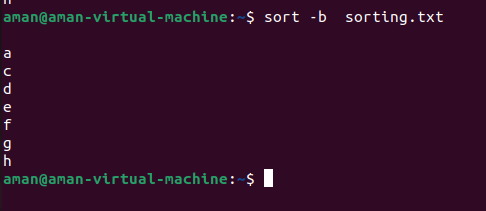 aman@aman-virtual-machine:~$ sort -b  sorting.txt

a
c
d
e
f
g
h
aman@aman-virtual-machine:~$